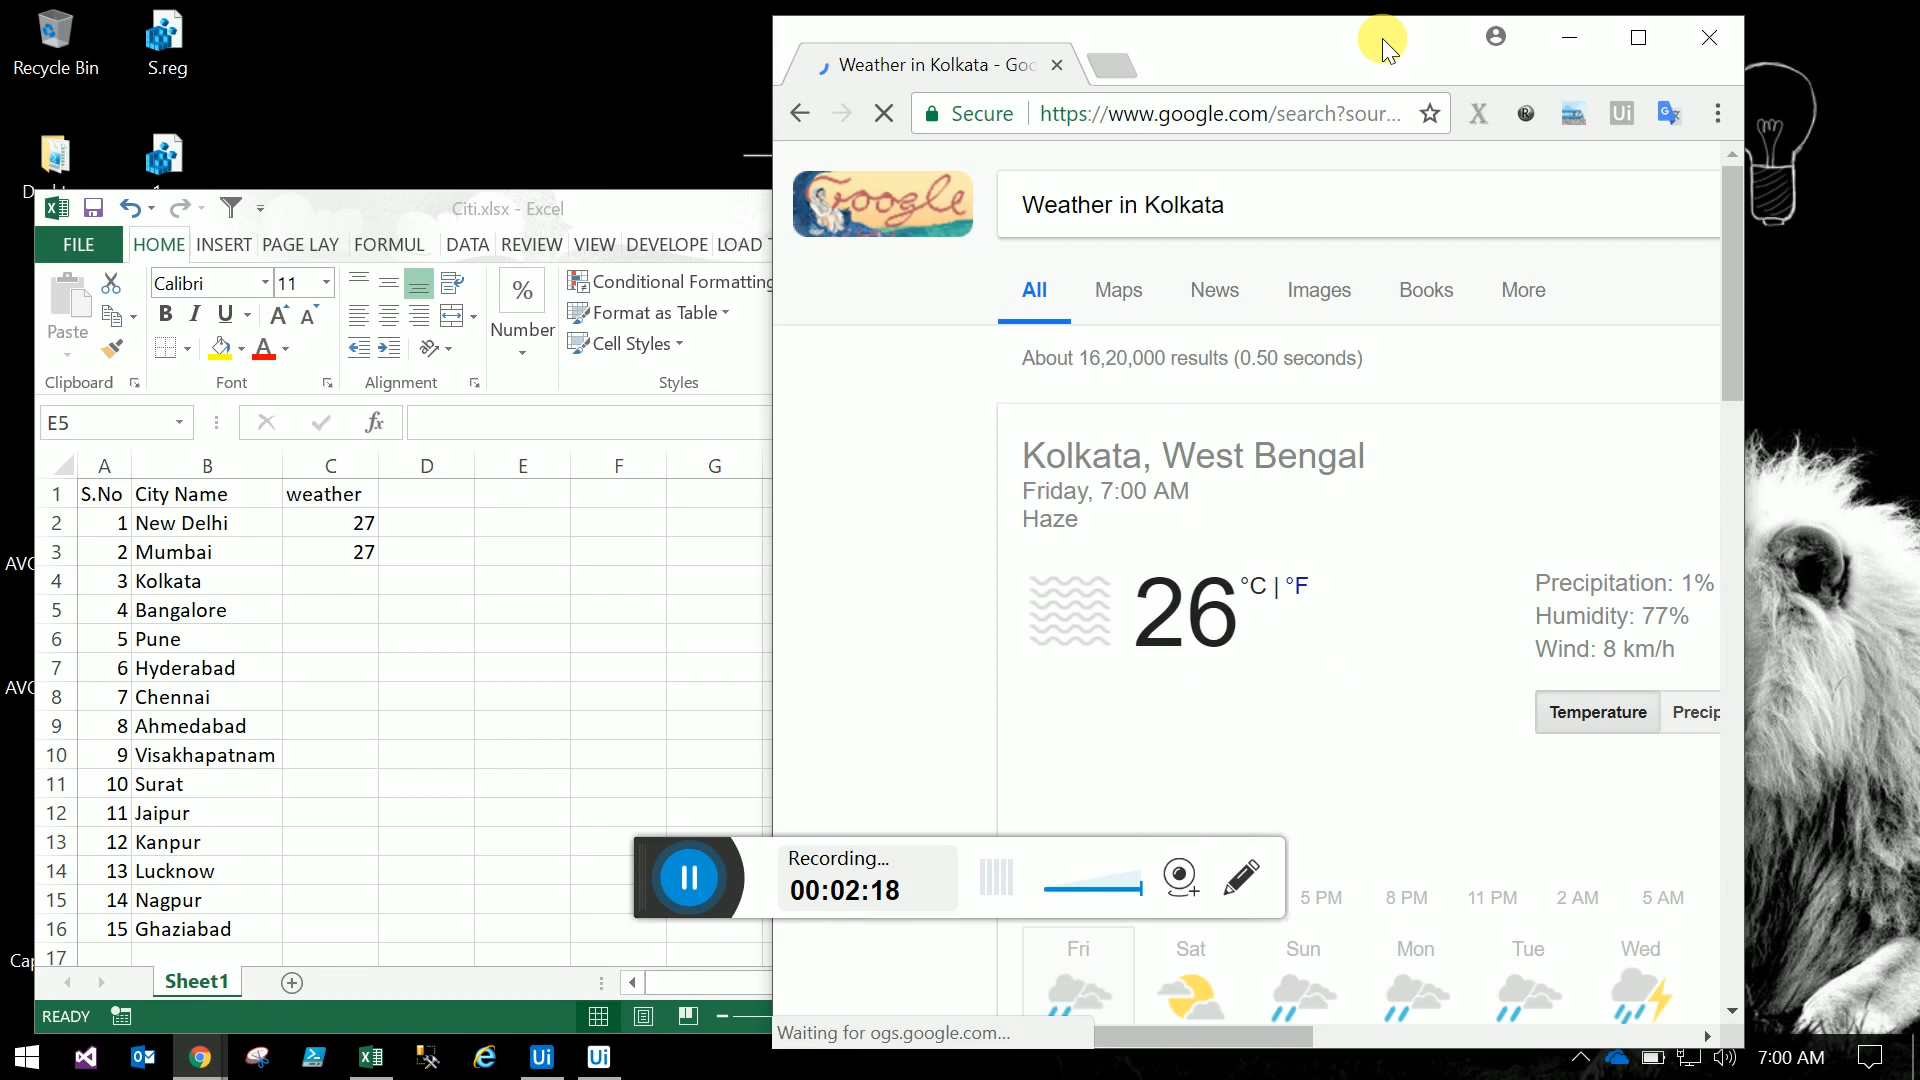 Recycle Bin
S.reg
Citi.xlsx - Excel
FILE HOME INSERT PAGE LAY FORMUL DATA REVIEW VIEW DEVELOPE LOAD T
Calibri 11
Paste
B I U A A
%
Number
Conditional Formatting
Format as Table
Cell Styles
Clipboard Font Alignment Styles
E5 fx
A B C D E F G
1 S.No City Name weather
2 1 New Delhi 27
3 2 Mumbai 27
4 3 Kolkata
5 4 Bangalore
6 5 Pune
7 6 Hyderabad
8 7 Chennai
9 8 Ahmedabad
10 9 Visakhapatnam
11 10 Surat
12 11 Jaipur
13 12 Kanpur
14 13 Lucknow
15 14 Nagpur
16 15 Ghaziabad
17
AVC
AVC
Cap
Sheet1
READY
Weather in Kolkata - Goo
Secure https://www.google.com/search?sour...
Google
Weather in Kolkata
All Maps News Images Books More
About 16,20,000 results (0.50 seconds)
Kolkata, West Bengal
Friday, 7:00 AM
Haze
26 °C | °F
Precipitation: 1%
Humidity: 77%
Wind: 8 km/h
Temperature Precip
Recording...
00:02:18
5 PM 8 PM 11 PM 2 AM 5 AM
Fri Sat Sun Mon Tue Wed
Waiting for ogs.google.com...
Ui Ui
7:00 AM